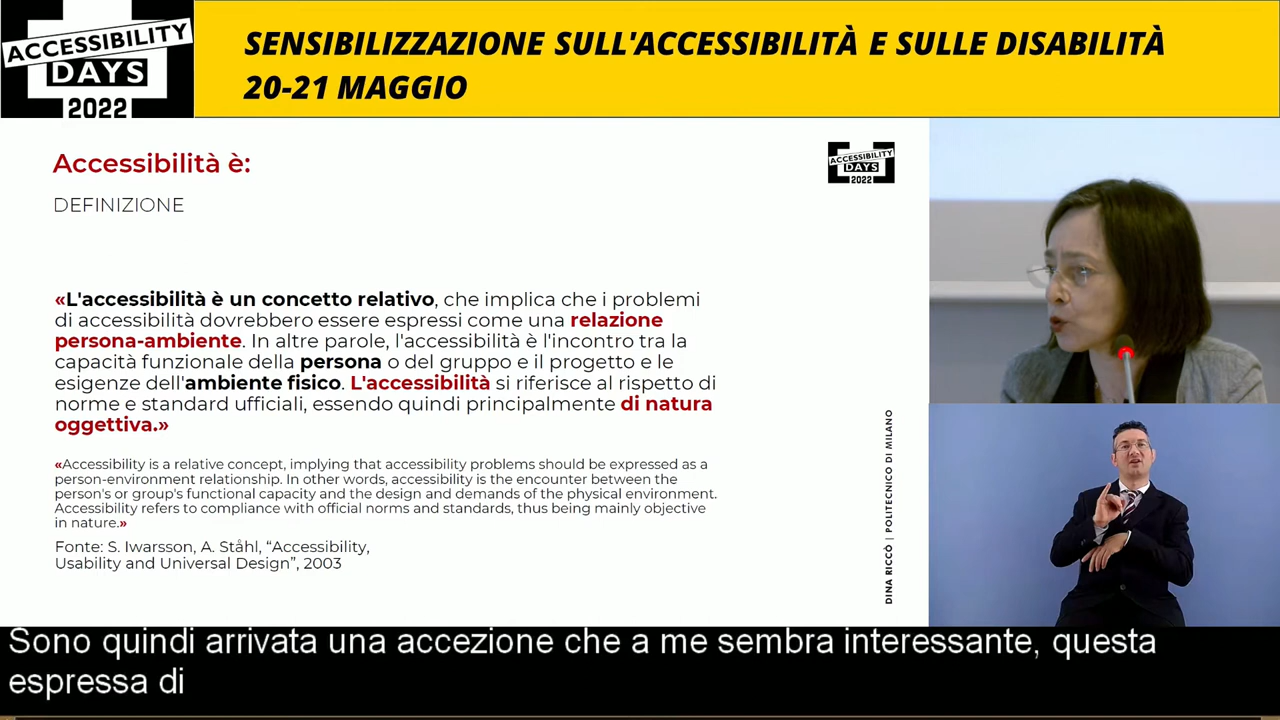 ACCESSIBILITY
DAYS
2022
SENSIBILIZZAZIONE SULL'ACCESSIBILITÀ E SULLE DISABILITÀ
20-21 MAGGIO
Accessibilità è:
DEFINIZIONE
ACCESSIBILITY
DAYS
2022
«L'accessibilità è un concetto relativo, che implica che i problemi
di accessibilità dovrebbero essere espressi come una relazione
persona-ambiente. In altre parole, l'accessibilità è l'incontro tra la
capacità funzionale della persona o del gruppo e il progetto e le
esigenze dell'ambiente fisico. L'accessibilità si riferisce al rispetto di
norme e standard ufficiali, essendo quindi principalmente di natura
oggettiva.»
«Accessibility is a relative concept, implying that accessibility problems should be expressed as a
person-environment relationship. In other words, accessibility is the encounter between the
person's or group's functional capacity and the design and demands of the physical environment.
Accessibility refers to compliance with official norms and standards, thus being mainly objective
in nature.»
Fonte: S. Iwarsson, A. Ståhl, “Accessibility,
Usability and Universal Design”, 2003
DINA RICCÒ | POLITECNICO DI MILANO
Sono quindi arrivata una accezione che a me sembra interessante, questa
espressa di